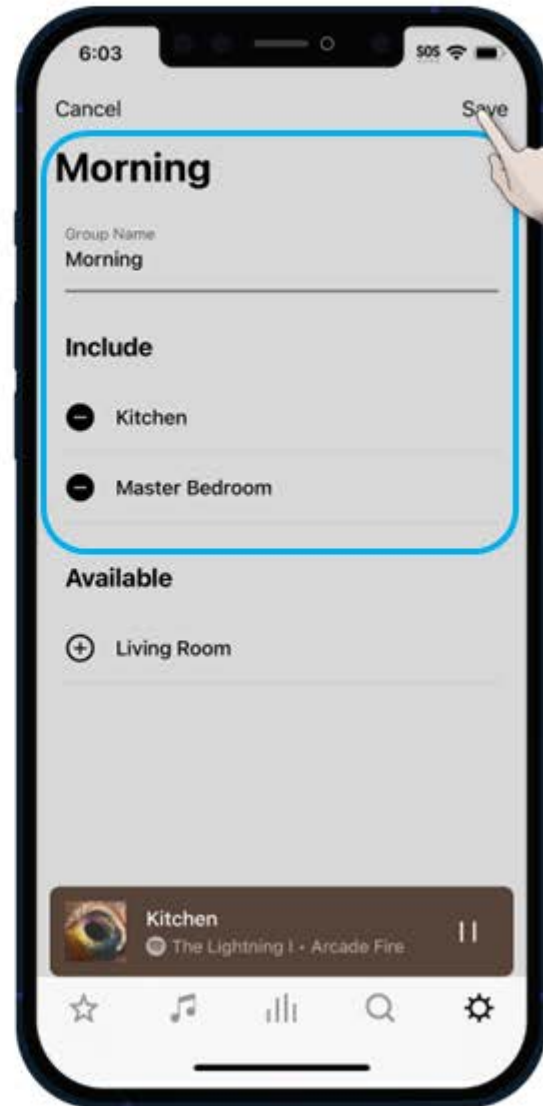 6:03
SOS
Cancel
Save
Morning
Group Name
Morning
Include
Kitchen
Master Bedroom
Available
Living Room
Kitchen
The Lightning I • Arcade Fire